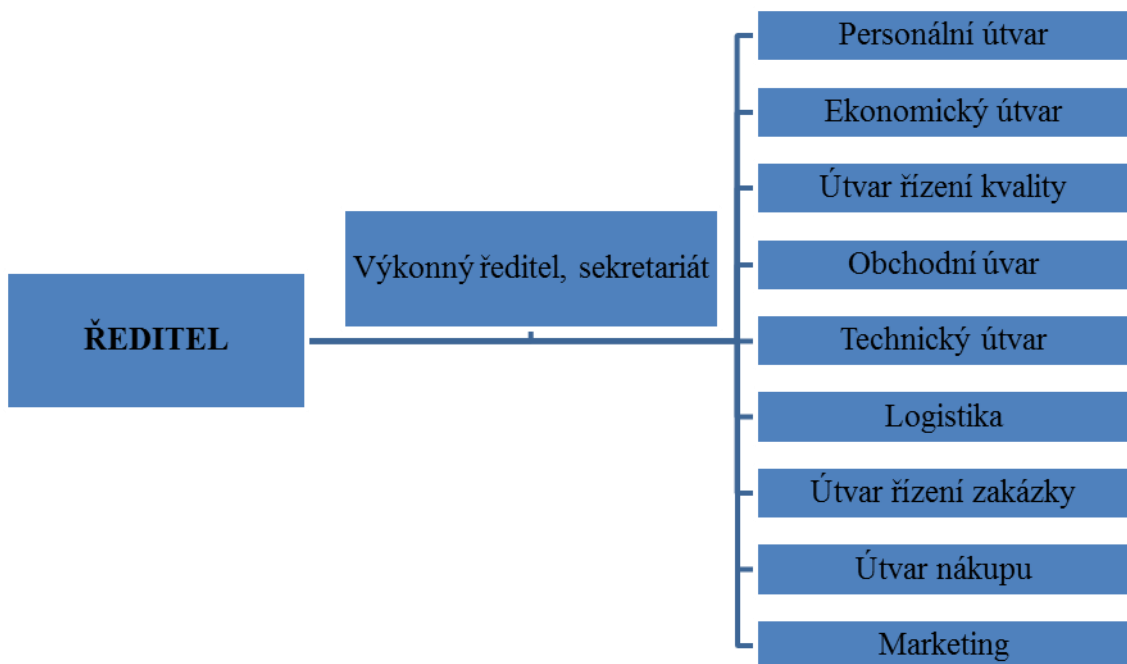 ŘEDITEL
Výkonný ředitel, sekretariát
Personální útvar
Ekonomický útvar
Útvar řízení kvality
Obchodní úvar
Technický útvar
Logistika
Útvar řízení zakázky
Útvar nákupu
Marketing